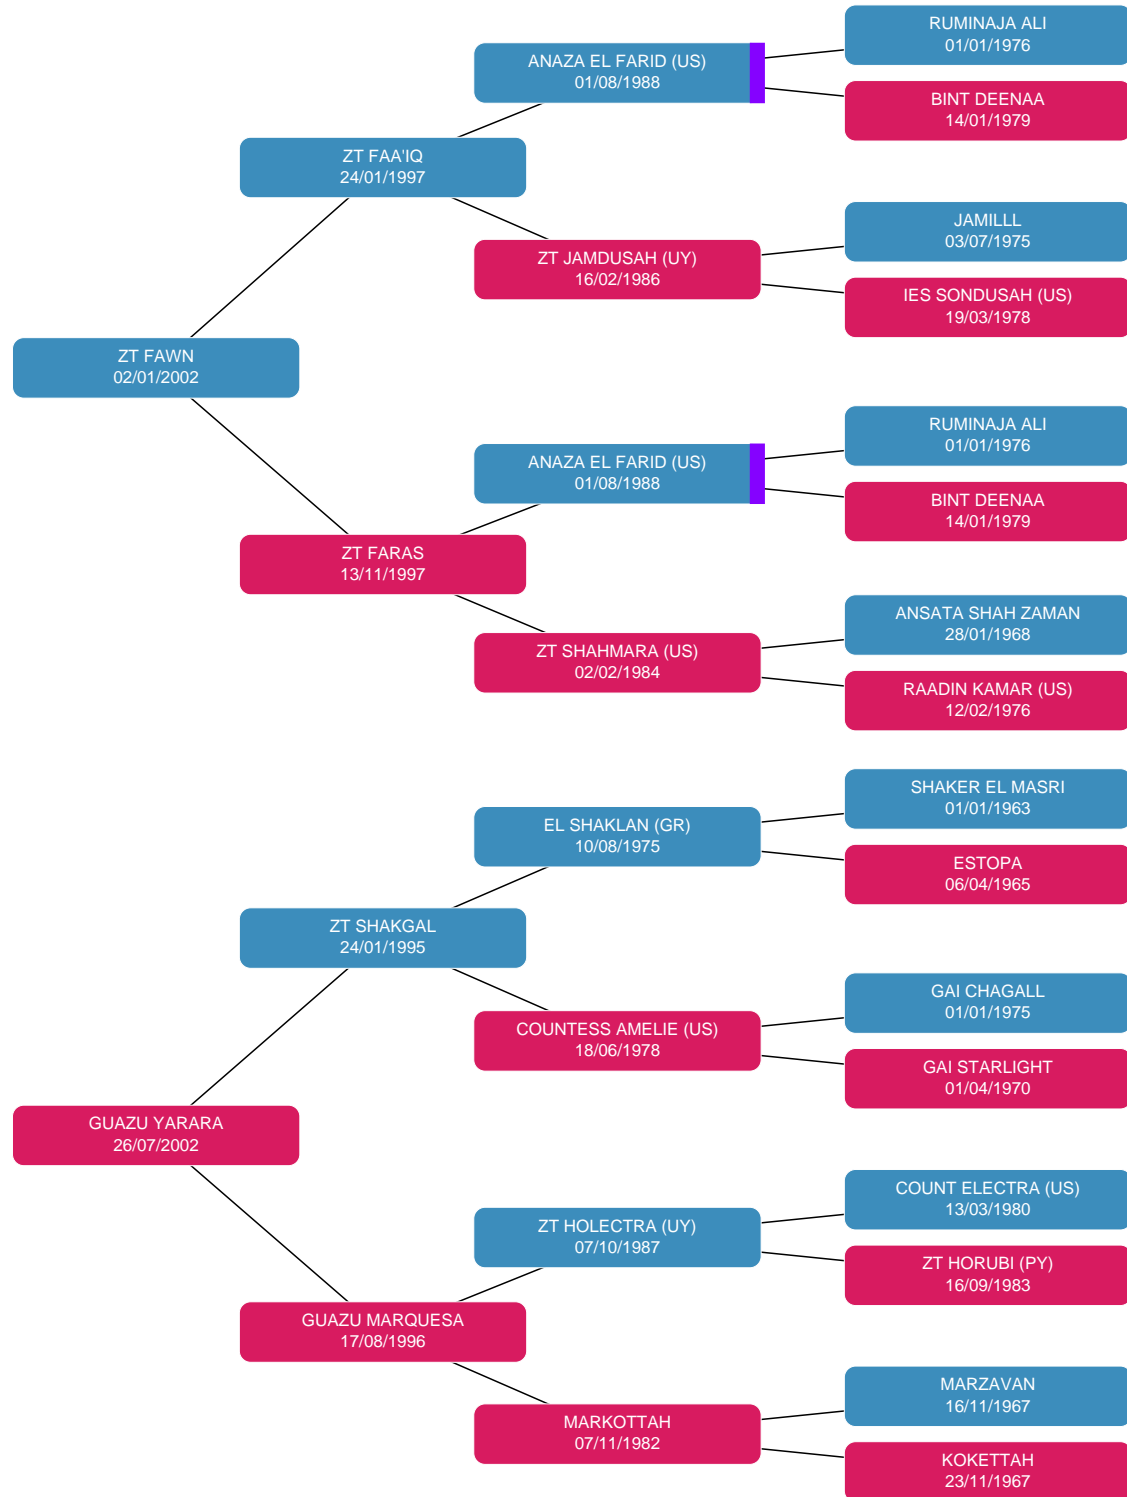 RUMINAJA ALI
01/01/1976
ANAZA EL FARID (US)
01/08/1988
BINT DEENAA
14/01/1979
ZT FAA'IQ
24/01/1997
JAMILLL
03/07/1975
ZT JAMDUSAH (UY)
16/02/1986
IES SONDUSAH (US)
19/03/1978
ZT FAWN
02/01/2002
RUMINAJA ALI
01/01/1976
ANAZA EL FARID (US)
01/08/1988
BINT DEENAA
14/01/1979
ZT FARAS
13/11/1997
ANSATA SHAH ZAMAN
28/01/1968
ZT SHAHMARA (US)
02/02/1984
RAADIN KAMAR (US)
12/02/1976
SHAKER EL MASRI
01/01/1963
EL SHAKLAN (GR)
10/08/1975
ESTOPA
06/04/1965
ZT SHAKGAL
24/01/1995
GAI CHAGALL
01/01/1975
COUNTESS AMELIE (US)
18/06/1978
GAI STARLIGHT
01/04/1970
GUAZU YARARA
26/07/2002
COUNT ELECTRA (US)
13/03/1980
ZT HOLECTRA (UY)
07/10/1987
ZT HORUBI (PY)
16/09/1983
GUAZU MARQUESA
17/08/1996
MARZAVAN
16/11/1967
MARKOTTAH
07/11/1982
KOKETTAH
23/11/1967